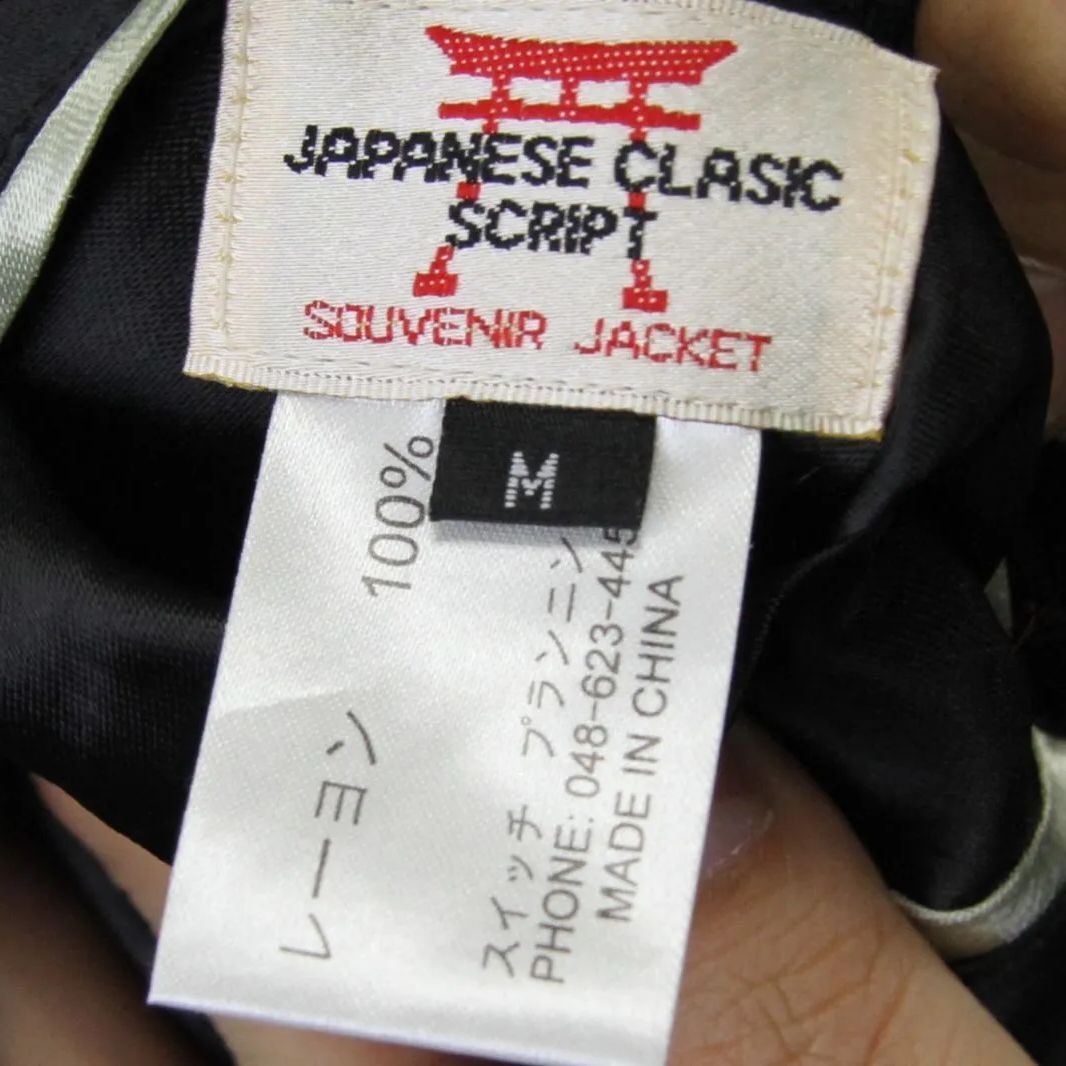 JAPANESE CLASIC
SCRIPT
SOUVENIR JACKET
M
レーヨン 100%
スイッチ プランニン
PHONE: 048-623-445
MADE IN CHINA